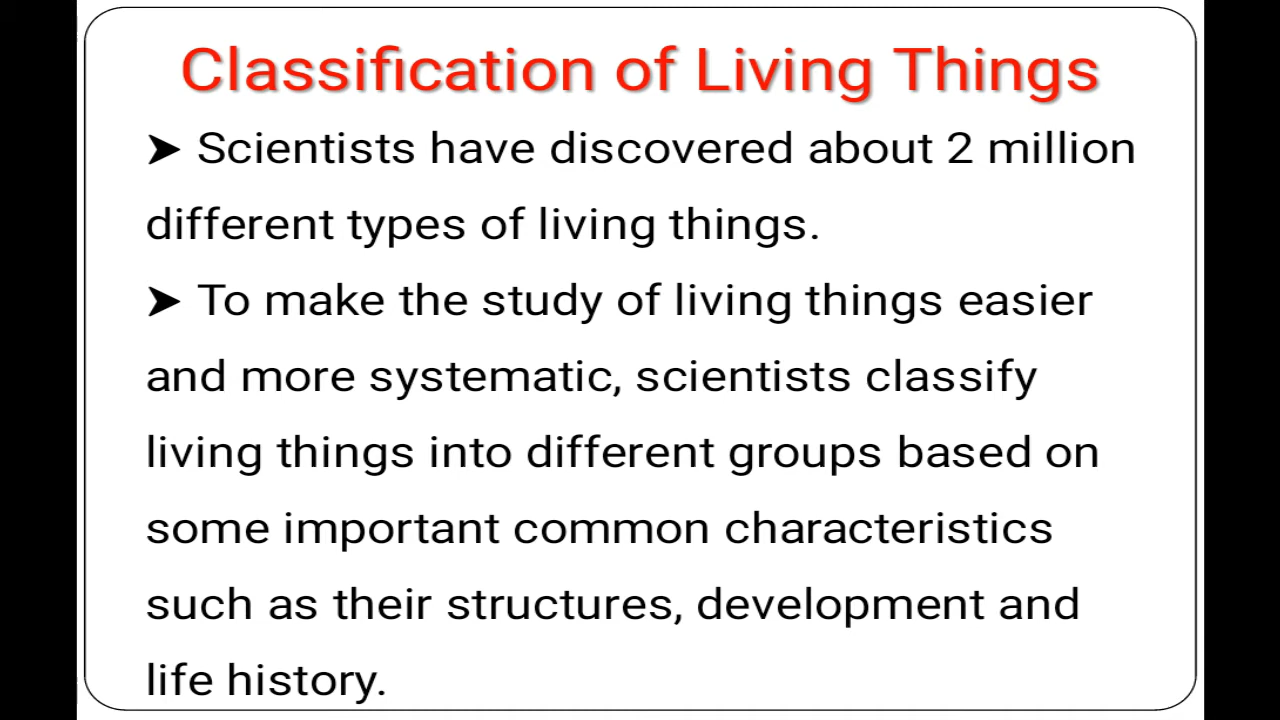 Classification of Living Things
➤ Scientists have discovered about 2 million
different types of living things.
➤ To make the study of living things easier
and more systematic, scientists classify
living things into different groups based on
some important common characteristics
such as their structures, development and
life history.